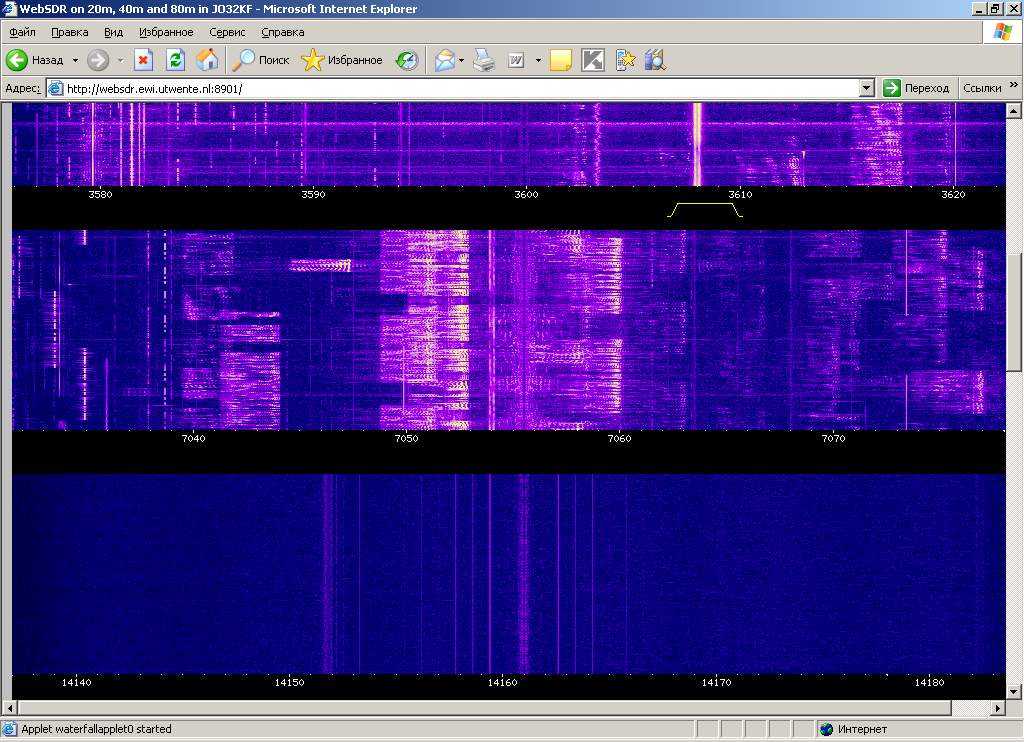 WebSDR on 20m, 40m and 80m in JO32KF - Microsoft Internet Explorer
Файл Правка Вид Избранное Сервис Справка
Назад Поиск Избранное
Адрес: http://websdr.ewi.utwente.nl:8901/ Переход Ссылки »
3580 3590 3600 3610 3620
7040 7050 7060 7070
14140 14150 14160 14170 14180
Applet waterfallapplet0 started Интернет